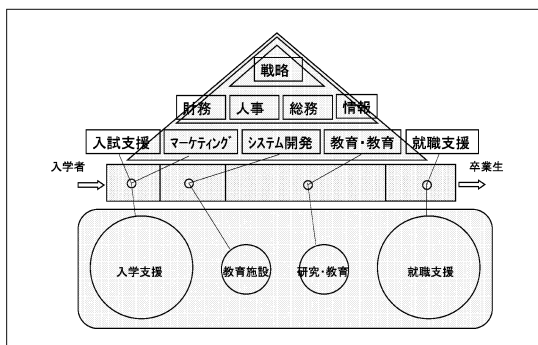 戦略
財務 人事 総務 情報
入試支援 マーケティング システム開発 教育・教育 就職支援
入学者 卒業生
入学支援 教育施設 研究・教育 就職支援